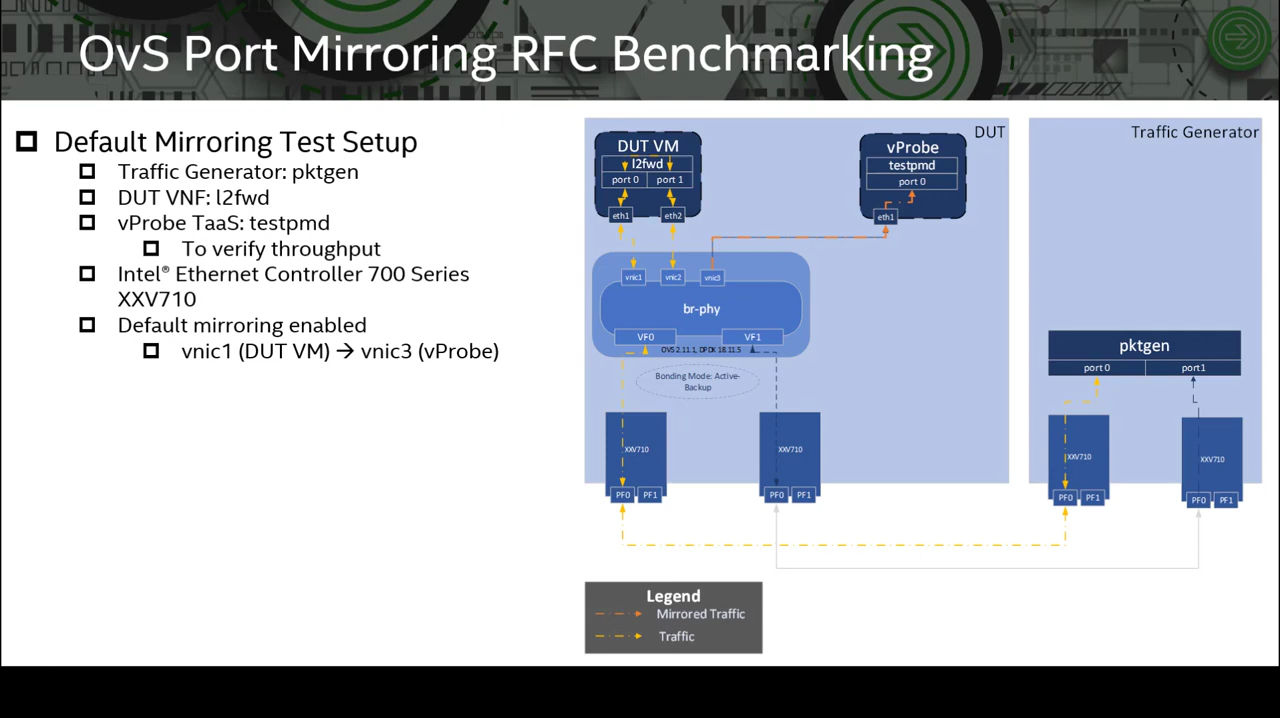 OvS Port Mirroring RFC Benchmarking
Default Mirroring Test Setup
Traffic Generator: pktgen
DUT VNF: l2fwd
vProbe TaaS: testpmd
To verify throughput
Intel® Ethernet Controller 700 Series
XXV710
Default mirroring enabled
vnic1 (DUT VM) → vnic3 (vProbe)
DUT
DUT VM
l2fwd
port 0
port 1
eth1
eth2
vProbe
testpmd
port 0
eth1
vnic1
vnic2
vnic3
br-phy
VF0
VF1
OVS 2.11.1, DPDK 18.11.5
Bonding Mode: Active-
Backup
XXV710
PF0
PF1
XXV710
PF0
PF1
Traffic Generator
pktgen
port 0
port1
XXV710
PF0
PF1
XXV710
PF0
PF1
Legend
Mirrored Traffic
Traffic